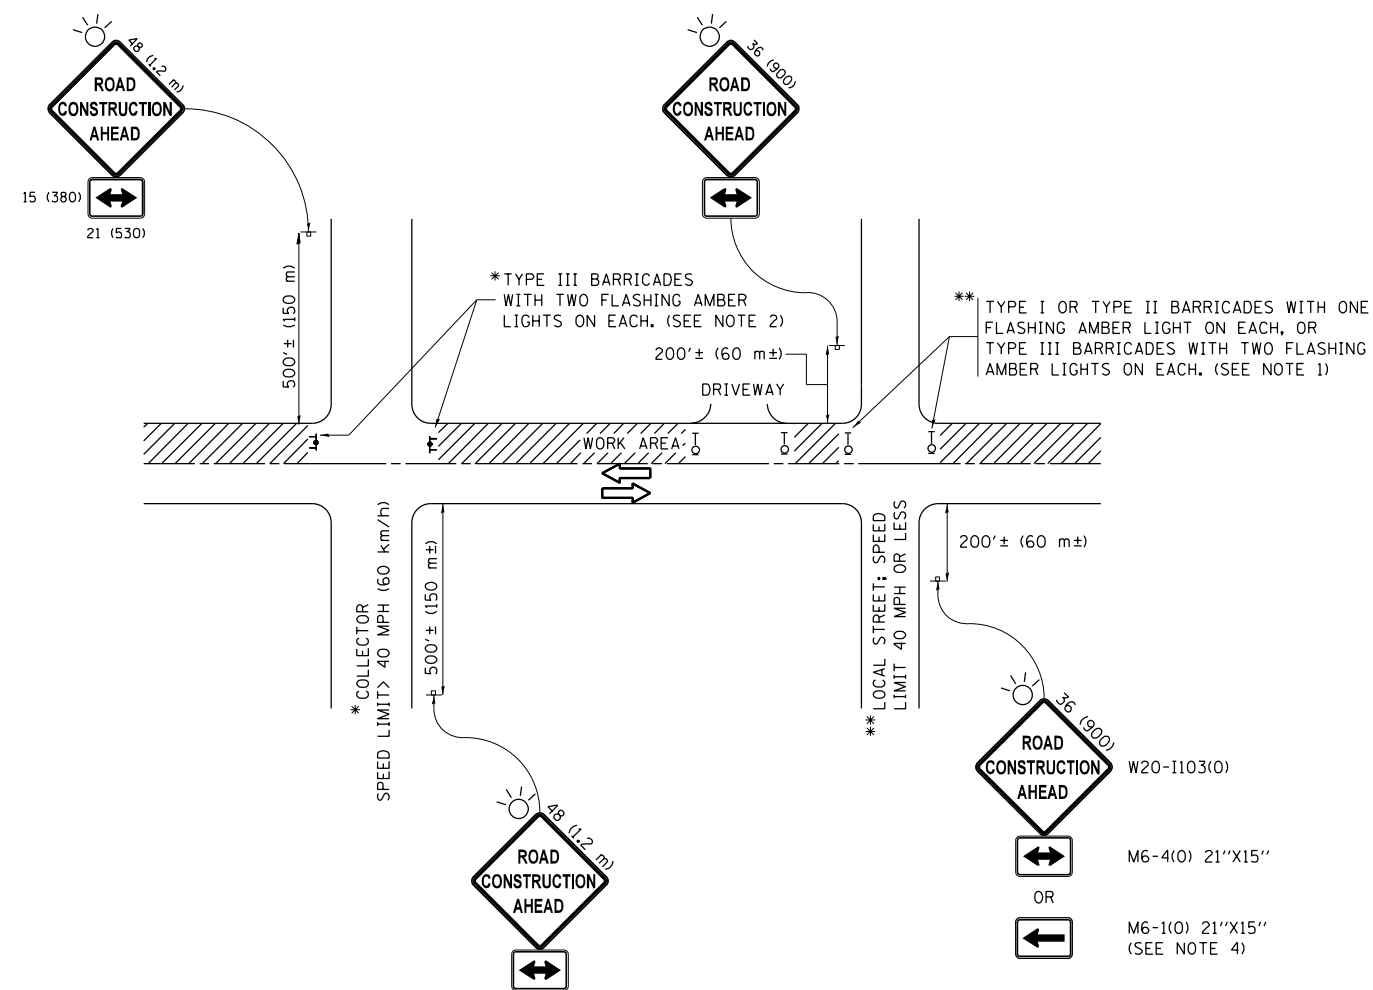 48 (1.2 m)
ROAD
CONSTRUCTION
AHEAD
15 (380)
21 (530)
36 (900)
ROAD
CONSTRUCTION
AHEAD
500'± (150 m)
*TYPE III BARRICADES
WITH TWO FLASHING AMBER
LIGHTS ON EACH. (SEE NOTE 2)
200'± (60 m±)
DRIVEWAY
** TYPE I OR TYPE II BARRICADES WITH ONE
FLASHING AMBER LIGHT ON EACH, OR
TYPE III BARRICADES WITH TWO FLASHING
AMBER LIGHTS ON EACH. (SEE NOTE 1)
WORK AREA
* COLLECTOR
SPEED LIMIT> 40 MPH (60 km/h)
500'± (150 m±)
** LOCAL STREET; SPEED
LIMIT 40 MPH OR LESS
200'± (60 m±)
48 (1.2 m)
ROAD
CONSTRUCTION
AHEAD
36 (900)
ROAD
CONSTRUCTION
AHEAD
W20-I103(O)
M6-4(O) 21''X15''
OR
M6-1(O) 21''X15''
(SEE NOTE 4)